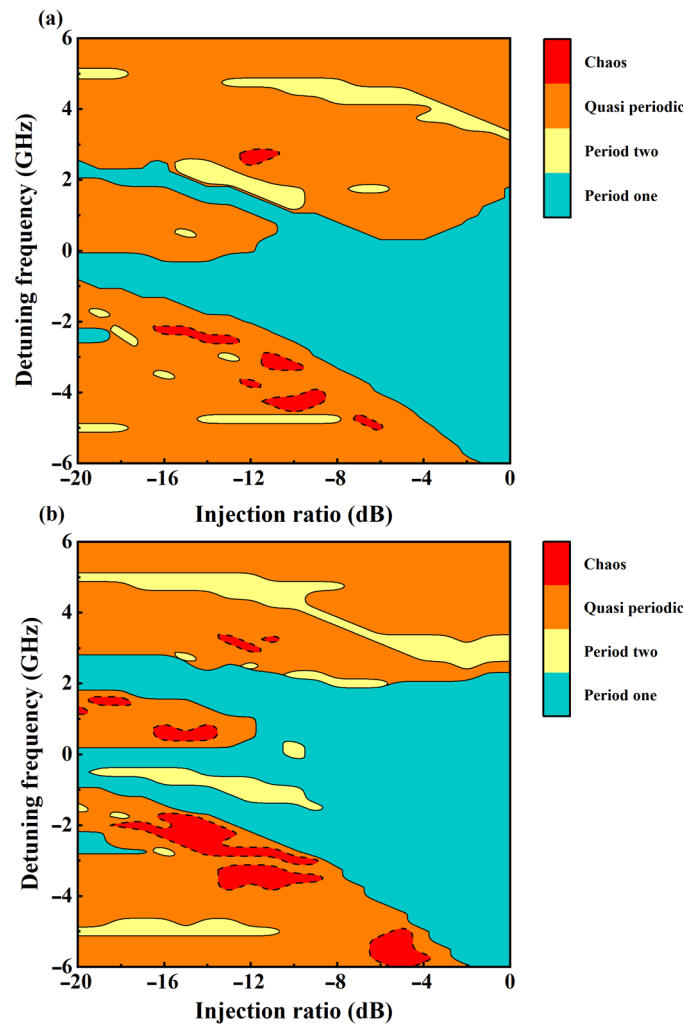 (a)
6
4
2
0
−2
−4
−6
Detuning frequency (GHz)
−20 −16 −12 −8 −4 0
Injection ratio (dB)
Chaos
Quasi periodic
Period two
Period one
(b)
6
4
2
0
−2
−4
−6
Detuning frequency (GHz)
−20 −16 −12 −8 −4 0
Injection ratio (dB)
Chaos
Quasi periodic
Period two
Period one